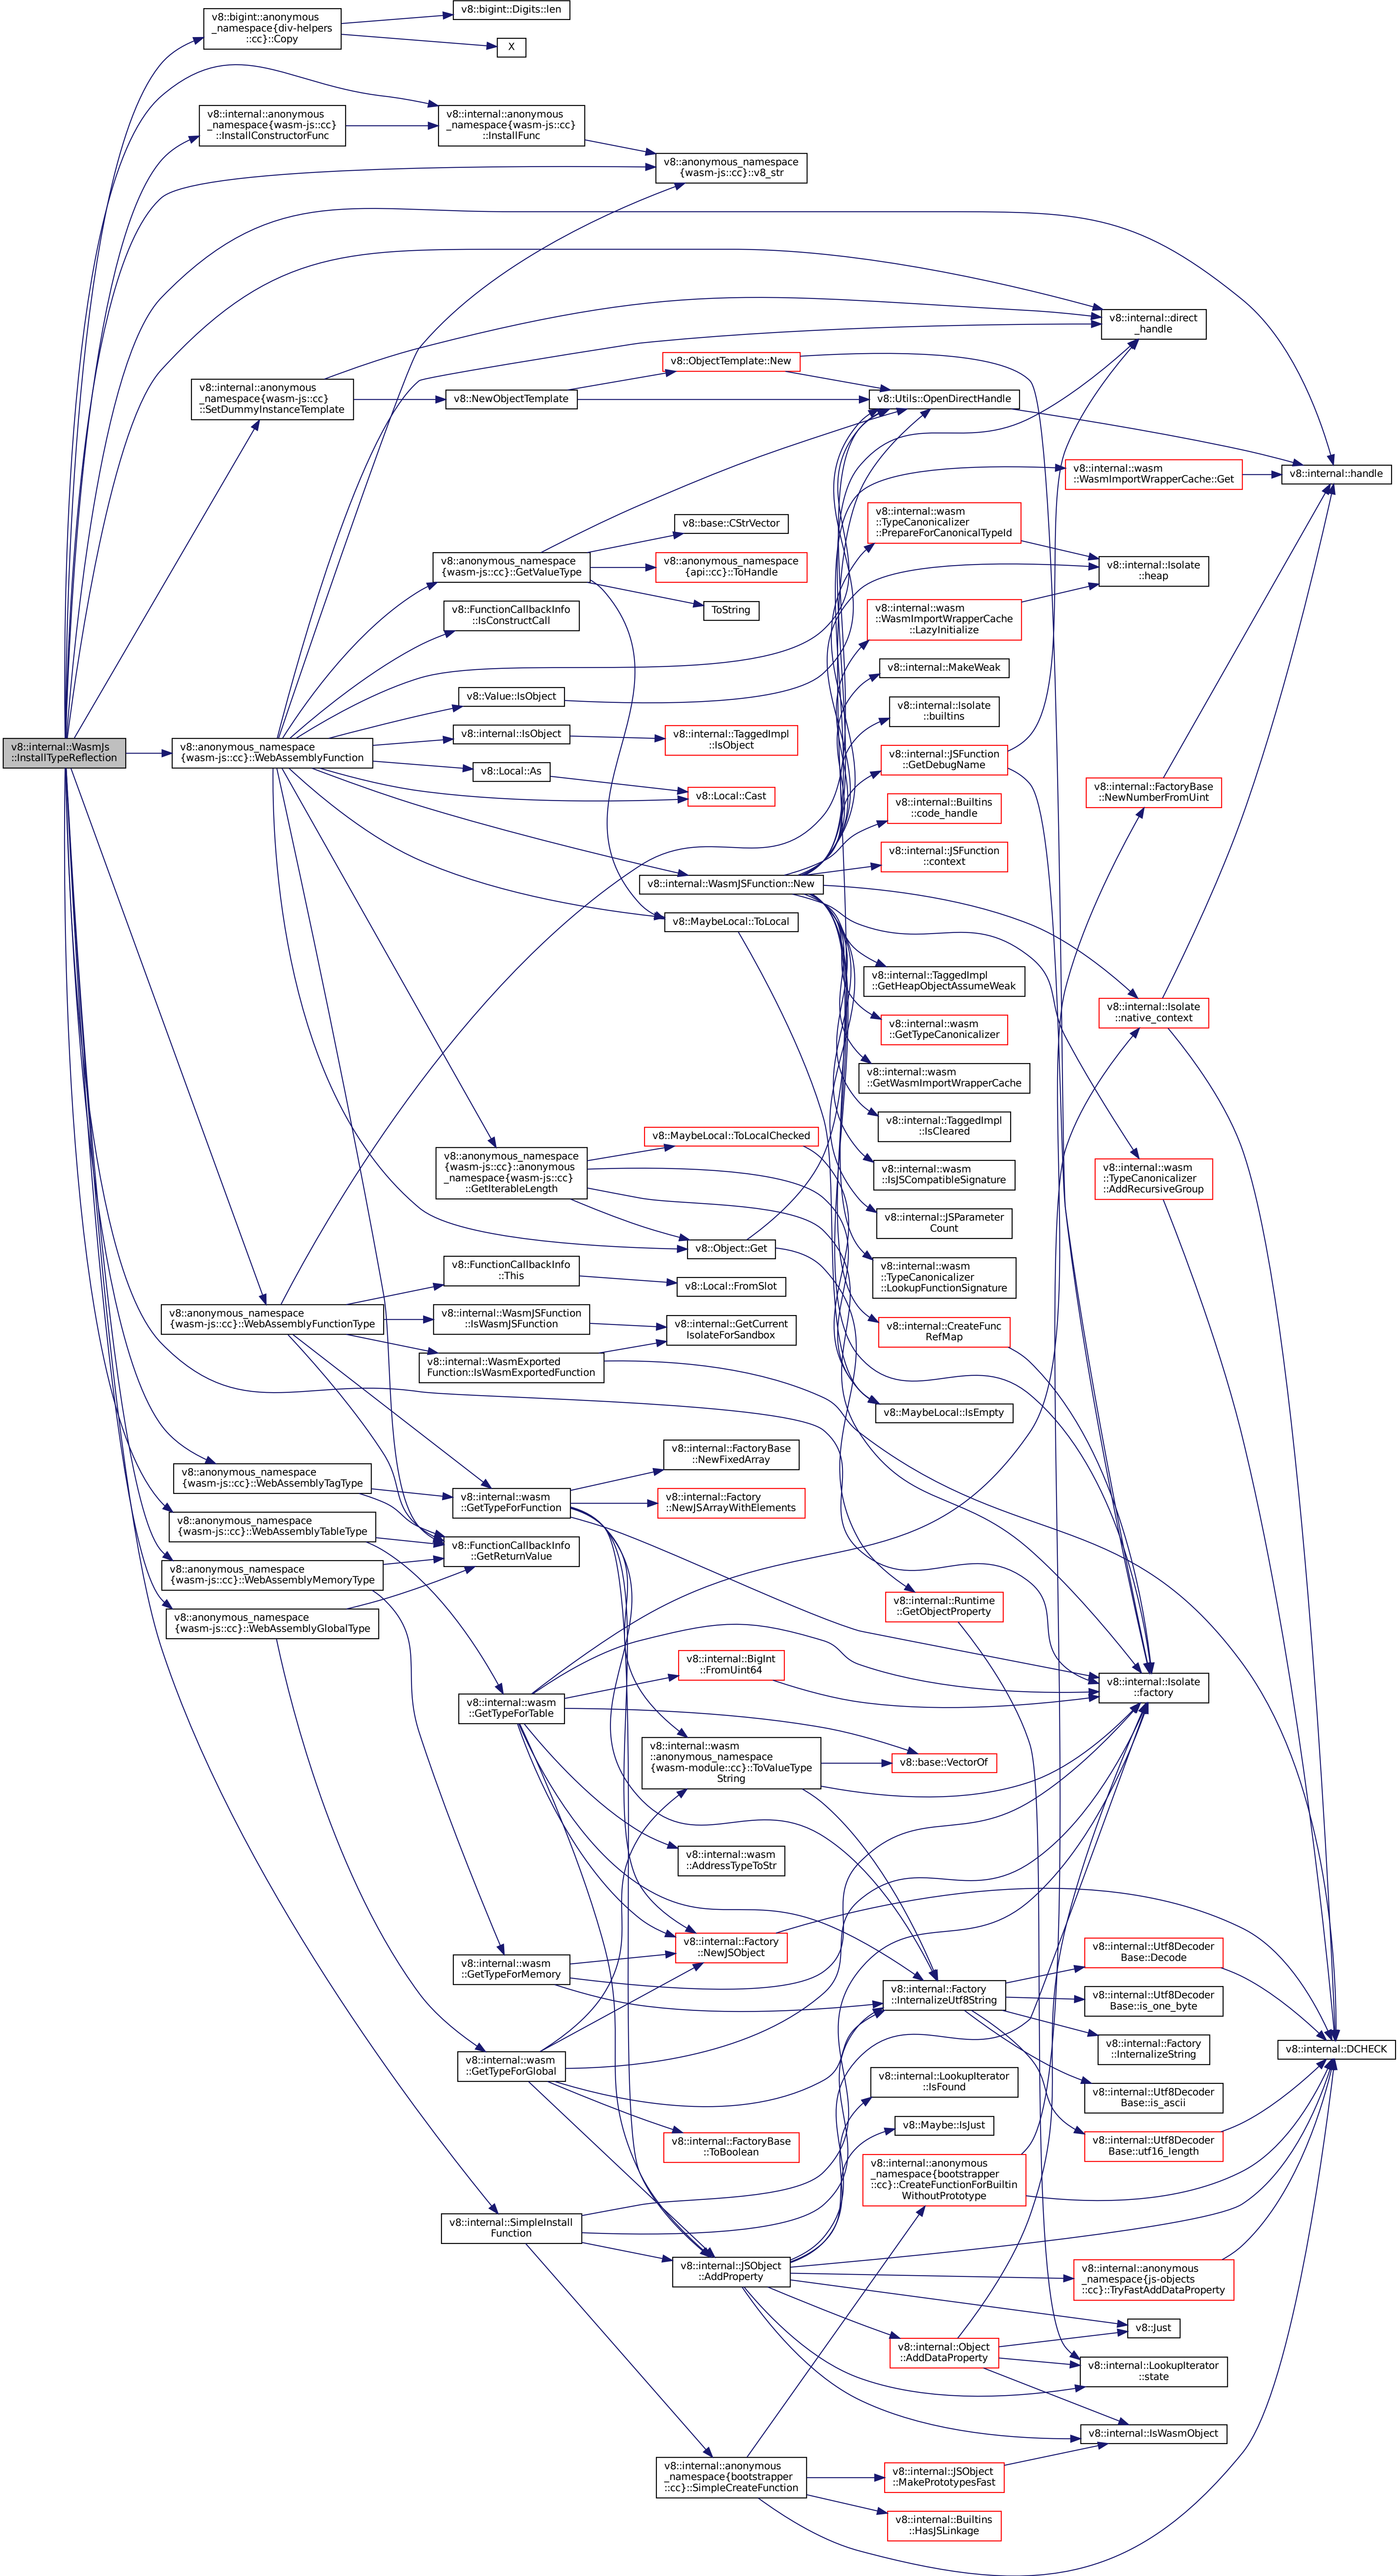 v8::internal::WasmJs
::InstallTypeReflection
v8::bigint::anonymous
_namespace{div-helpers
::cc}::Copy
v8::bigint::Digits::len
X
v8::internal::anonymous
_namespace{wasm-js::cc}
::InstallConstructorFunc
v8::internal::anonymous
_namespace{wasm-js::cc}
::InstallFunc
v8::anonymous_namespace
{wasm-js::cc}::v8_str
v8::internal::direct
_handle
v8::internal::anonymous
_namespace{wasm-js::cc}
::SetDummyInstanceTemplate
v8::NewObjectTemplate
v8::ObjectTemplate::New
v8::Utils::OpenDirectHandle
v8::internal::handle
v8::internal::wasm
::WasmImportWrapperCache::Get
v8::internal::wasm
::TypeCanonicalizer
::PrepareForCanonicalTypeId
v8::internal::Isolate
::heap
v8::base::CStrVector
v8::anonymous_namespace
{wasm-js::cc}::GetValueType
v8::anonymous_namespace
{api::cc}::ToHandle
ToString
v8::FunctionCallbackInfo
::IsConstructCall
v8::internal::wasm
::WasmImportWrapperCache
::LazyInitialize
v8::internal::MakeWeak
v8::Value::IsObject
v8::internal::Isolate
::builtins
v8::anonymous_namespace
{wasm-js::cc}::WebAssemblyFunction
v8::internal::IsObject
v8::internal::TaggedImpl
::IsObject
v8::internal::JSFunction
::GetDebugName
v8::Local::As
v8::Local::Cast
v8::internal::Builtins
::code_handle
v8::internal::FactoryBase
::NewNumberFromUint
v8::internal::JSFunction
::context
v8::internal::WasmJSFunction::New
v8::MaybeLocal::ToLocal
v8::internal::TaggedImpl
::GetHeapObjectAssumeWeak
v8::internal::Isolate
::native_context
v8::internal::wasm
::GetTypeCanonicalizer
v8::internal::wasm
::GetWasmImportWrapperCache
v8::internal::TaggedImpl
::IsCleared
v8::MaybeLocal::ToLocalChecked
v8::anonymous_namespace
{wasm-js::cc}::anonymous
_namespace{wasm-js::cc}
::GetIterableLength
v8::internal::wasm
::IsJSCompatibleSignature
v8::internal::wasm
::TypeCanonicalizer
::AddRecursiveGroup
v8::internal::JSParameter
Count
v8::Object::Get
v8::internal::wasm
::TypeCanonicalizer
::LookupFunctionSignature
v8::FunctionCallbackInfo
::This
v8::Local::FromSlot
v8::anonymous_namespace
{wasm-js::cc}::WebAssemblyFunctionType
v8::internal::WasmJSFunction
::IsWasmJSFunction
v8::internal::GetCurrent
IsolateForSandbox
v8::internal::CreateFunc
RefMap
v8::internal::WasmExported
Function::IsWasmExportedFunction
v8::MaybeLocal::IsEmpty
v8::internal::FactoryBase
::NewFixedArray
v8::anonymous_namespace
{wasm-js::cc}::WebAssemblyTagType
v8::internal::wasm
::GetTypeForFunction
v8::internal::Factory
::NewJSArrayWithElements
v8::anonymous_namespace
{wasm-js::cc}::WebAssemblyTableType
v8::FunctionCallbackInfo
::GetReturnValue
v8::anonymous_namespace
{wasm-js::cc}::WebAssemblyMemoryType
v8::anonymous_namespace
{wasm-js::cc}::WebAssemblyGlobalType
v8::internal::Runtime
::GetObjectProperty
v8::internal::BigInt
::FromUint64
v8::internal::Isolate
::factory
v8::internal::wasm
::GetTypeForTable
v8::internal::wasm
::anonymous_namespace
{wasm-module::cc}::ToValueType
String
v8::base::VectorOf
v8::internal::wasm
::AddressTypeToStr
v8::internal::Factory
::NewJSObject
v8::internal::wasm
::GetTypeForMemory
v8::internal::Factory
::InternalizeUtf8String
v8::internal::Utf8Decoder
Base::Decode
v8::internal::Utf8Decoder
Base::is_one_byte
v8::internal::Factory
::InternalizeString
v8::internal::DCHECK
v8::internal::wasm
::GetTypeForGlobal
v8::internal::LookupIterator
::IsFound
v8::internal::Utf8Decoder
Base::is_ascii
v8::Maybe::IsJust
v8::internal::FactoryBase
::ToBoolean
v8::internal::Utf8Decoder
Base::utf16_length
v8::internal::anonymous
_namespace{bootstrapper
::cc}::CreateFunctionForBuiltin
WithoutPrototype
v8::internal::SimpleInstall
Function
v8::internal::JSObject
::AddProperty
v8::internal::anonymous
_namespace{js-objects
::cc}::TryFastAddDataProperty
v8::Just
v8::internal::Object
::AddDataProperty
v8::internal::LookupIterator
::state
v8::internal::IsWasmObject
v8::internal::anonymous
_namespace{bootstrapper
::cc}::SimpleCreateFunction
v8::internal::JSObject
::MakePrototypesFast
v8::internal::Builtins
::HasJSLinkage